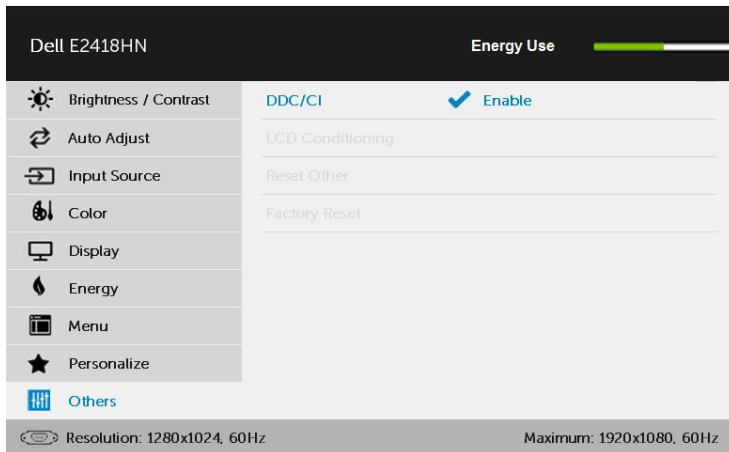 Dell E2418HN Energy Use
Brightness / Contrast DDC/CI Enable
Auto Adjust LCD Conditioning
Input Source Reset Other
Color Factory Reset
Display
Energy
Menu
Personalize
Others
Resolution: 1280x1024, 60Hz Maximum: 1920x1080, 60Hz